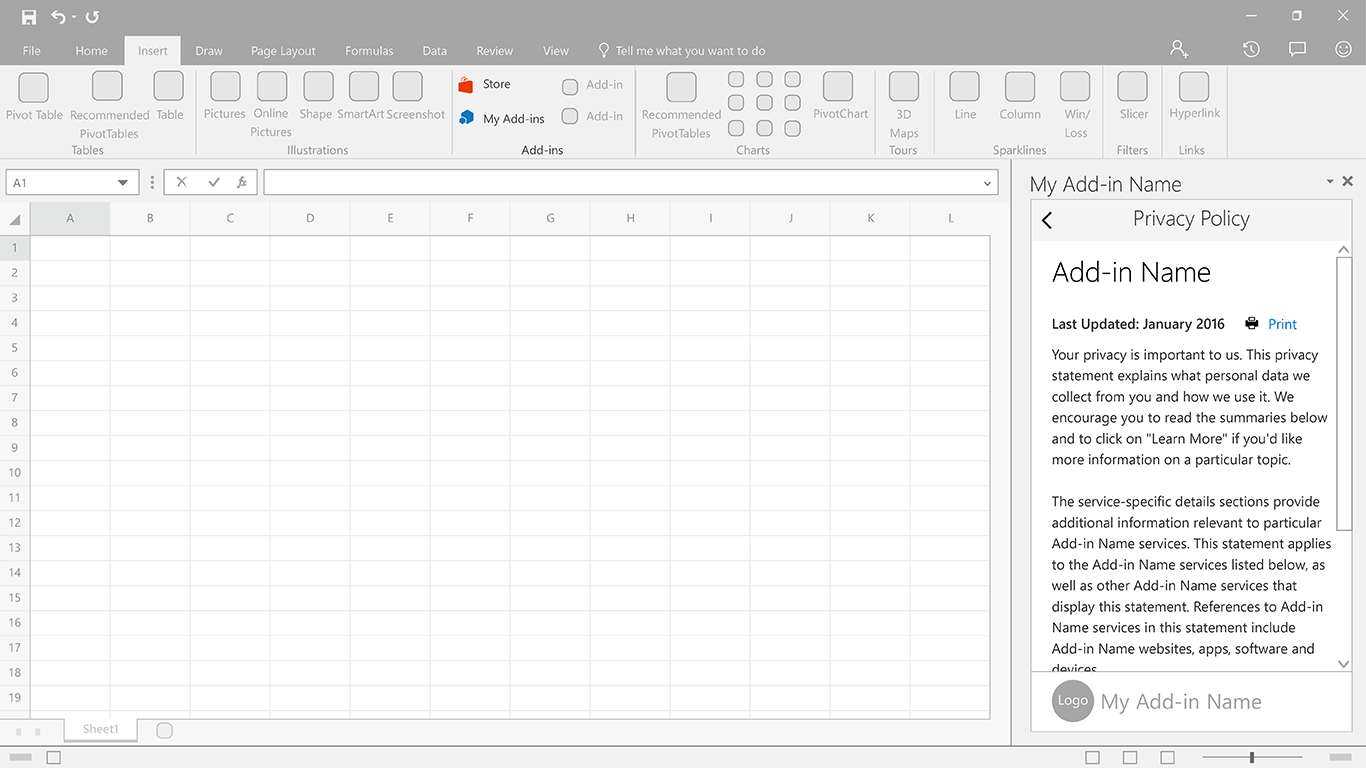 File Home Insert Draw Page Layout Formulas Data Review View Tell me what you want to do
Pivot Table
Recommended
PivotTables
Table
Tables
Pictures
Online
Pictures
Shape
SmartArt
Screenshot
Illustrations
Store
My Add-ins
Add-in
Add-in
Add-ins
Recommended
PivotTables
PivotChart
Charts
3D
Maps
Tours
Line
Column
Win/
Loss
Sparklines
Slicer
Filters
Hyperlink
Links
A1
fx
A B C D E F G H I J K L
1
2
3
4
5
6
7
8
9
10
11
12
13
14
15
16
17
18
19
Sheet1
My Add-in Name
Privacy Policy
Add-in Name
Last Updated: January 2016 Print
Your privacy is important to us. This privacy
statement explains what personal data we
collect from you and how we use it. We
encourage you to read the summaries below
and to click on "Learn More" if you'd like
more information on a particular topic.
The service-specific details sections provide
additional information relevant to particular
Add-in Name services. This statement applies
to the Add-in Name services listed below, as
well as other Add-in Name services that
display this statement. References to Add-in
Name services in this statement include
Add-in Name websites, apps, software and
devices
Logo My Add-in Name